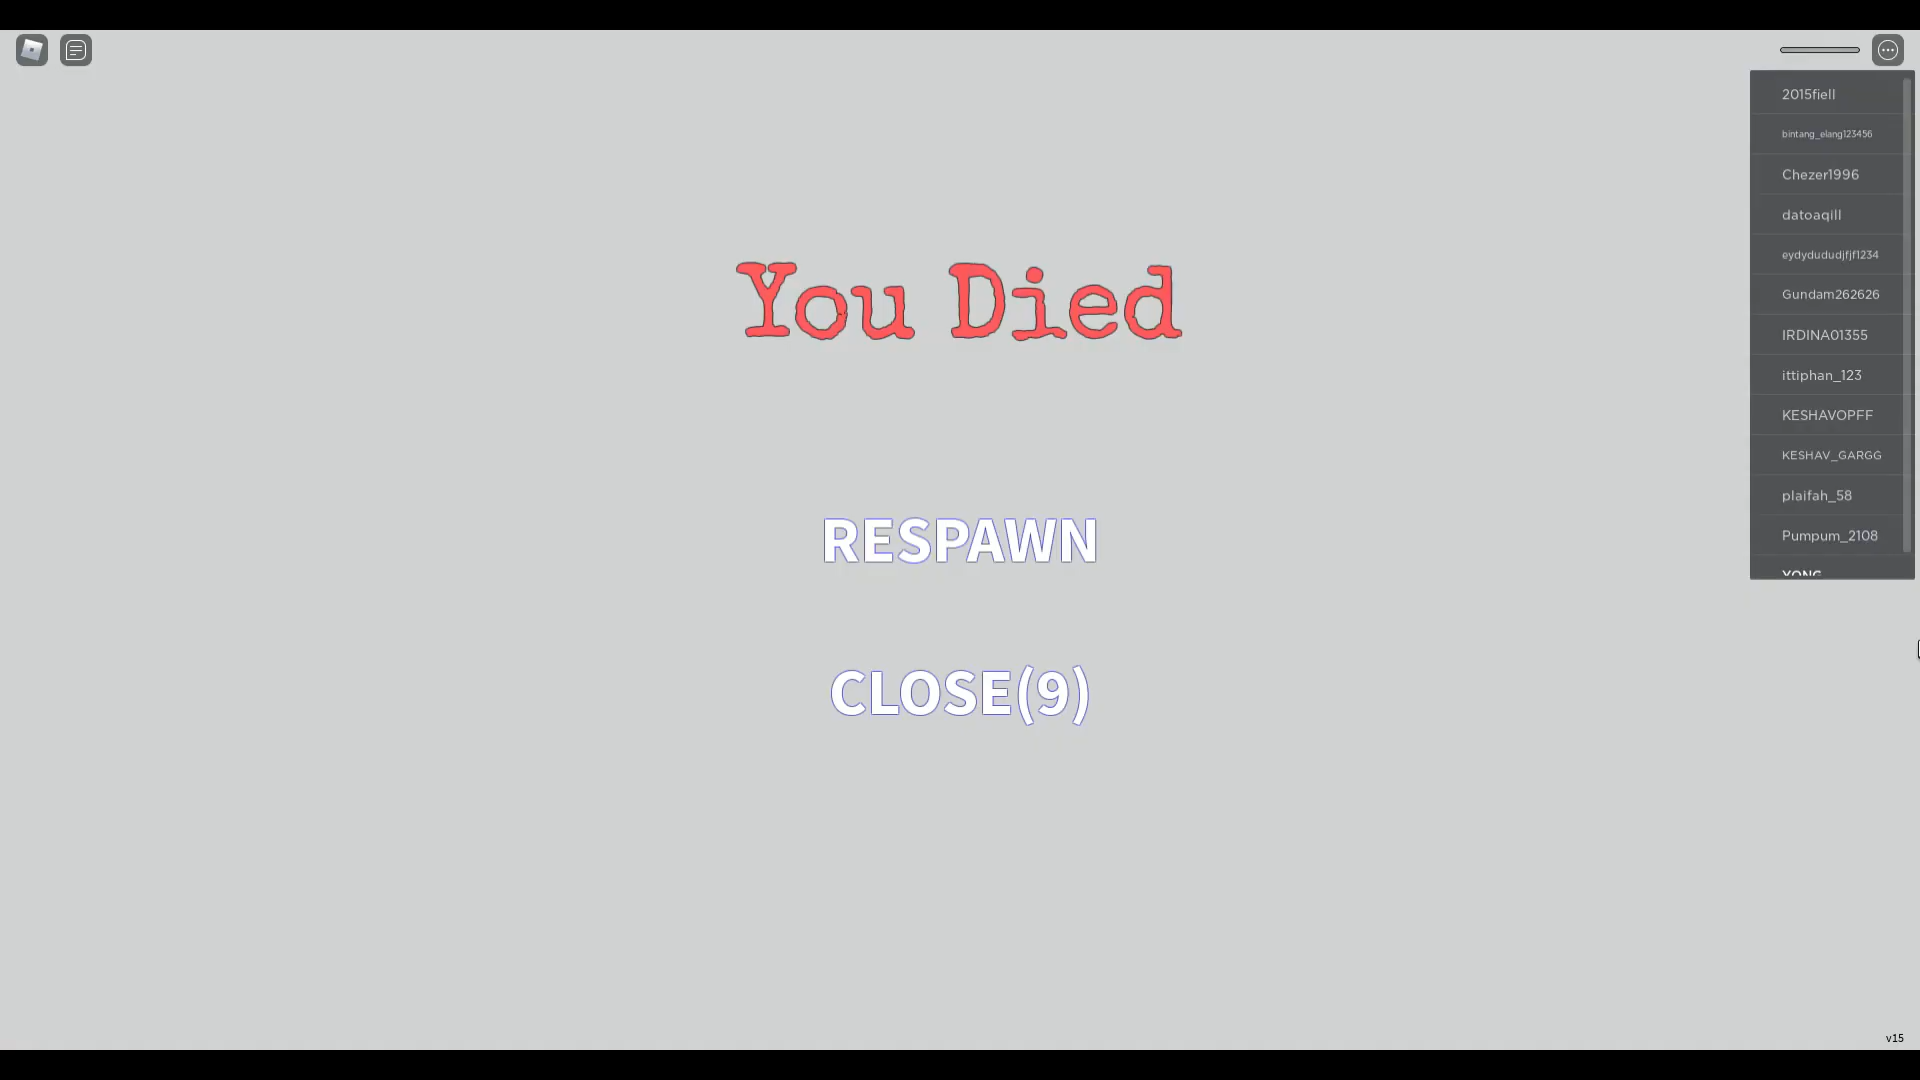 2015fiell
bintang_elang123456
Chezer1996
datoaqill
eydydududjfjf1234
Gundam262626
IRDINA01355
ittiphan_123
KESHAVOPFF
KESHAV_GARGG
plaifah_58
Pumpum_2108
You Died
RESPAWN
CLOSE(9)
v15